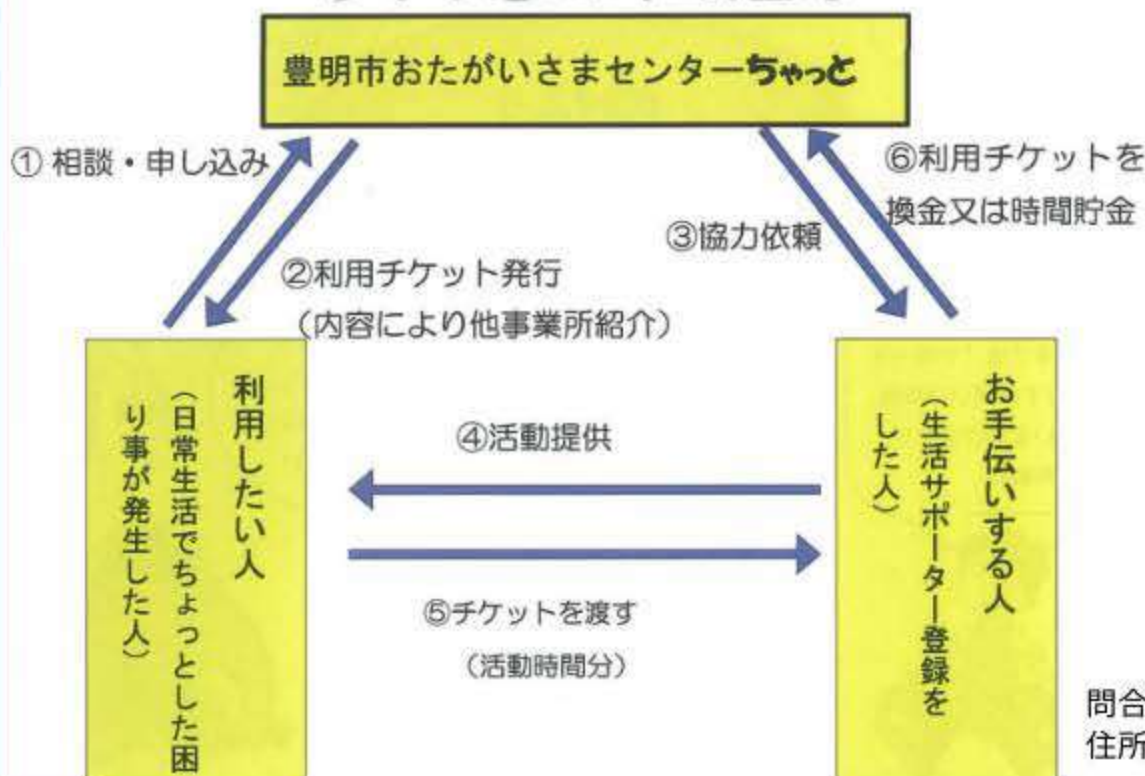 豊明市おたがいさまセンターちゃっと
① 相談・申し込み
②利用チケット発行
(内容により他事業所紹介)
③協力依頼
⑥利用チケットを
換金又は時間貯金
利用したい人
(日常生活でちょっとした困
り事が発生した人)
④活動提供
⑤チケットを渡す
(活動時間分)
お手伝いする人
(生活サポーター登録を
した人)
問合
住所